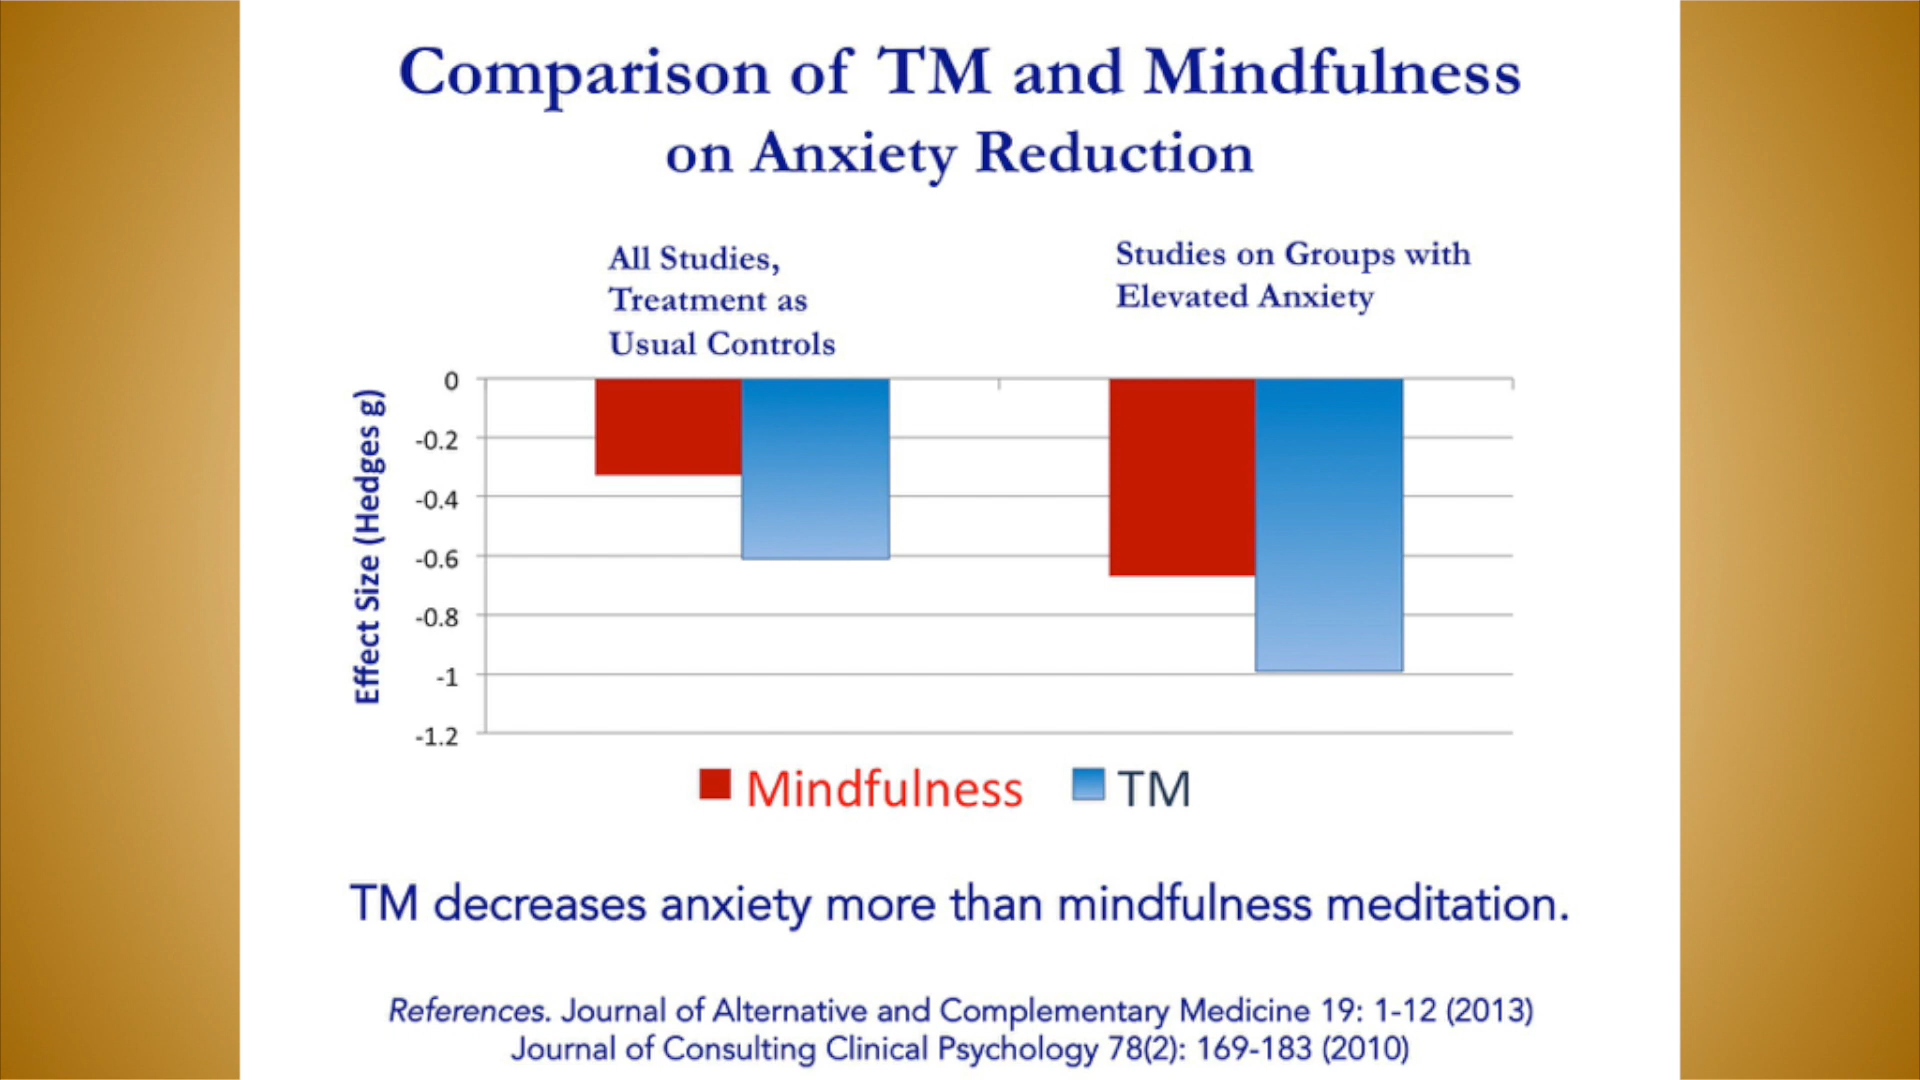 Comparison of TM and Mindfulness
on Anxiety Reduction
All Studies,
Treatment as
Usual Controls
Studies on Groups with
Elevated Anxiety
Effect Size (Hedges g)
0
-0.2
-0.4
-0.6
-0.8
-1
-1.2
Mindfulness
TM
TM decreases anxiety more than mindfulness meditation.
References. Journal of Alternative and Complementary Medicine 19: 1-12 (2013)
Journal of Consulting Clinical Psychology 78(2): 169-183 (2010)